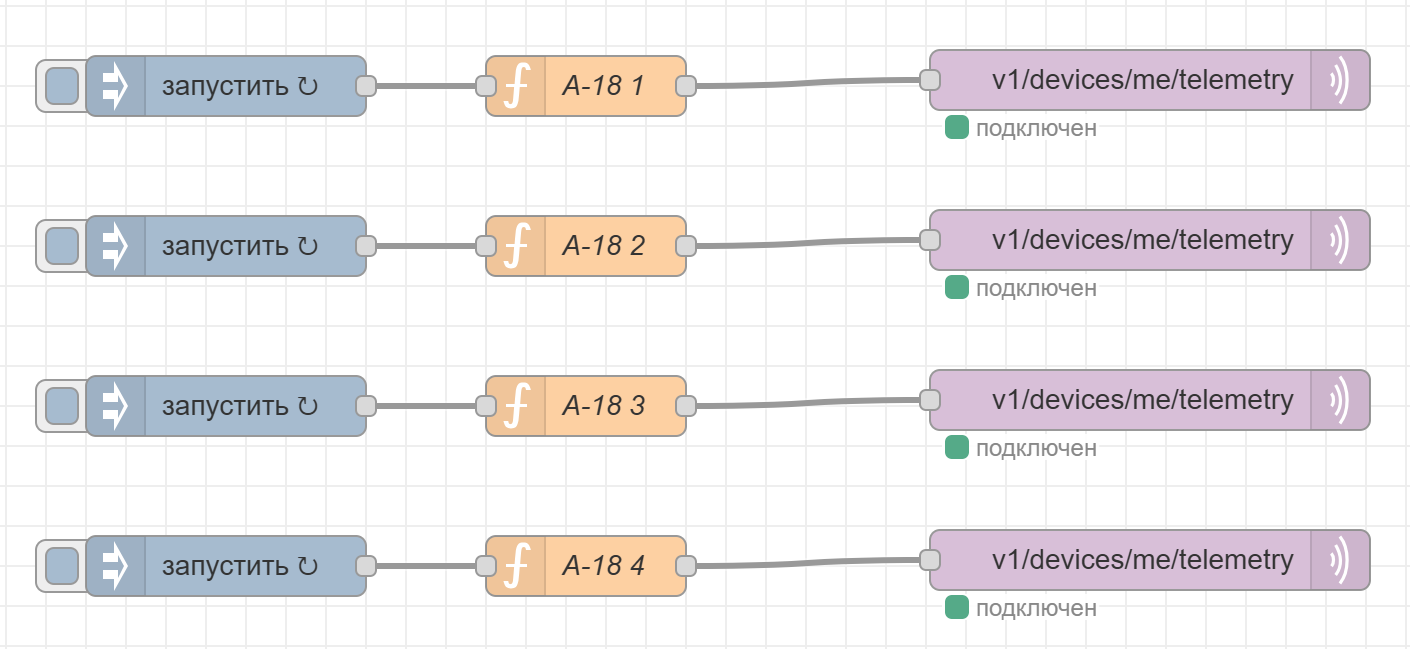 запустить ↻ A-18 1 v1/devices/me/telemetry
подключен
запустить ↻ A-18 2 v1/devices/me/telemetry
подключен
запустить ↻ A-18 3 v1/devices/me/telemetry
подключен
запустить ↻ A-18 4 v1/devices/me/telemetry
подключен